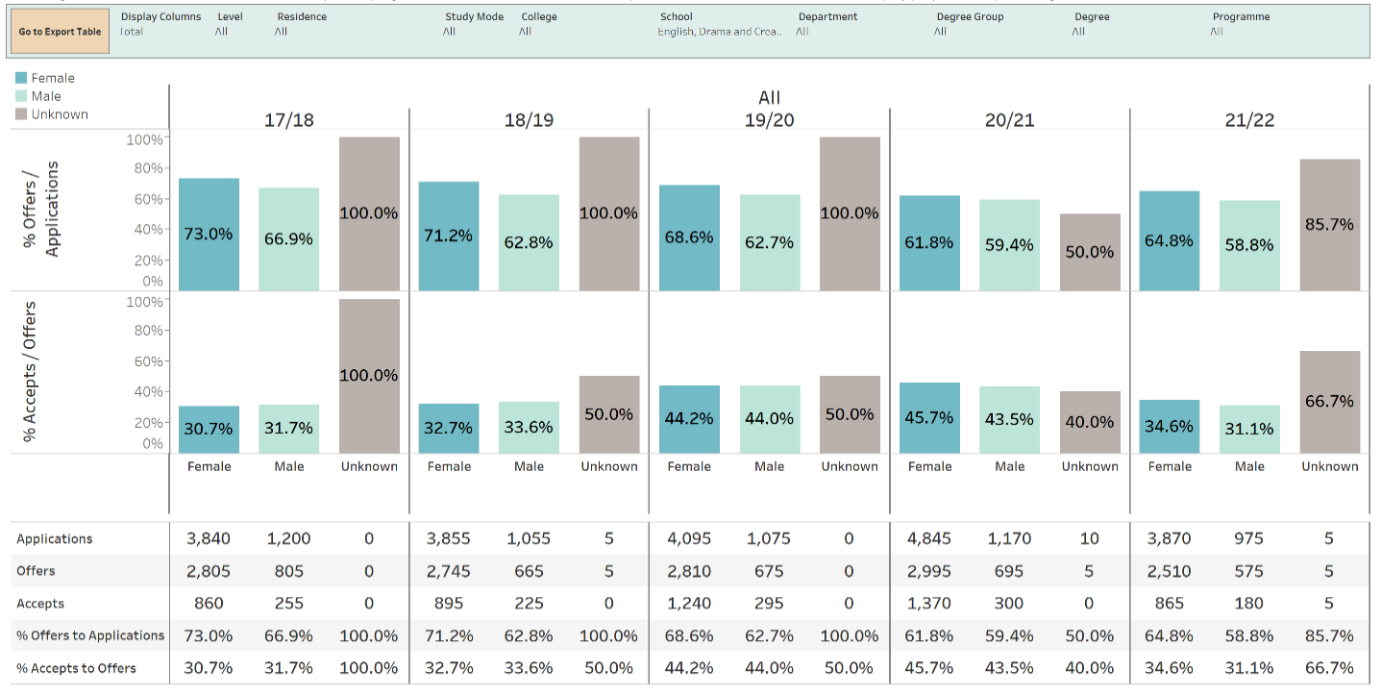 Go to Export Table
Display Columns Level Residence Study Mode College School Department Degree Group Degree Programme
Total All All All All English, Drama and Crea.. All All All All
Female
Male
Unknown
All
17/18 18/19 19/20 20/21 21/22
% Offers / Applications
100%
80%
60%
40%
20%
0%
73.0% 66.9% 100.0% 71.2% 62.8% 100.0% 68.6% 62.7% 100.0% 61.8% 59.4% 50.0% 64.8% 58.8% 85.7%
% Accepts / Offers
100%
80%
60%
40%
20%
0%
30.7% 31.7% 100.0% 32.7% 33.6% 50.0% 44.2% 44.0% 50.0% 45.7% 43.5% 40.0% 34.6% 31.1% 66.7%
Female Male Unknown Female Male Unknown Female Male Unknown Female Male Unknown Female Male Unknown
Applications 3,840 1,200 0 3,855 1,055 5 4,095 1,075 0 4,845 1,170 10 3,870 975 5
Offers 2,805 805 0 2,745 665 5 2,810 675 0 2,995 695 5 2,510 575 5
Accepts 860 255 0 895 225 0 1,240 295 0 1,370 300 0 865 180 5
% Offers to Applications 73.0% 66.9% 100.0% 71.2% 62.8% 100.0% 68.6% 62.7% 100.0% 61.8% 59.4% 50.0% 64.8% 58.8% 85.7%
% Accepts to Offers 30.7% 31.7% 100.0% 32.7% 33.6% 50.0% 44.2% 44.0% 50.0% 45.7% 43.5% 40.0% 34.6% 31.1% 66.7%